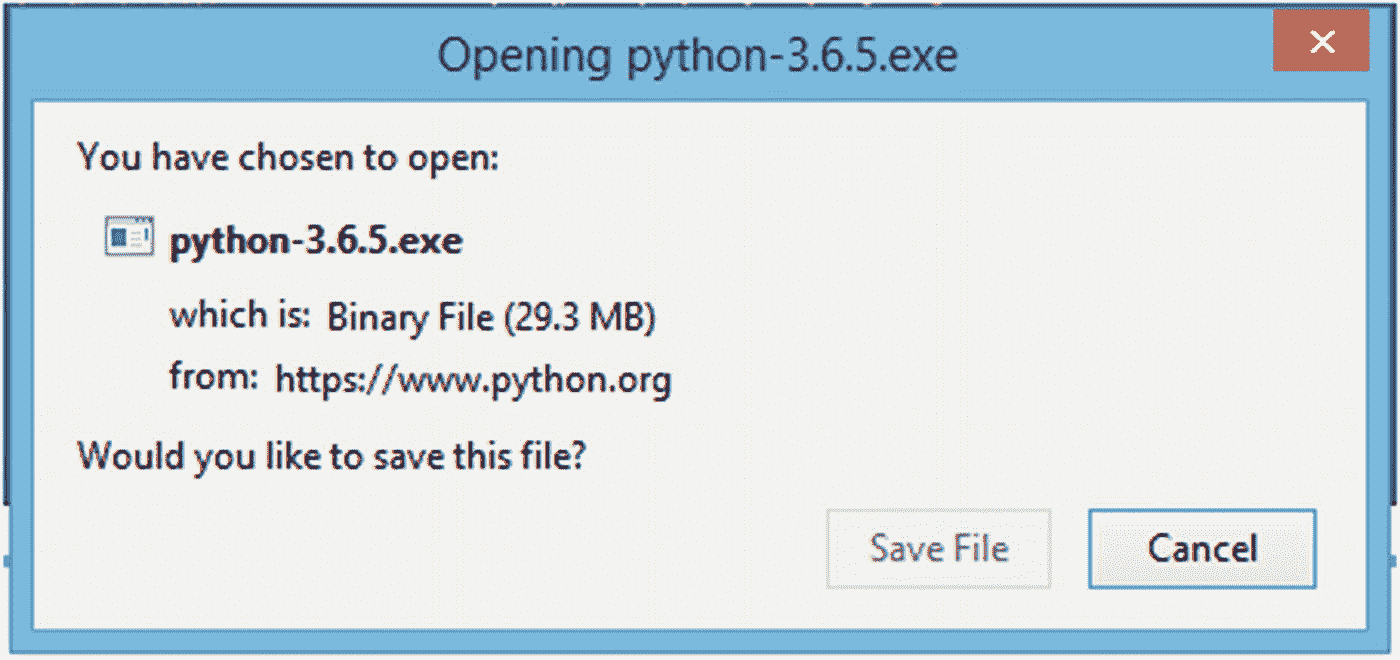 Opening python-3.6.5.exe
You have chosen to open:
python-3.6.5.exe
which is: Binary File (29.3 MB)
from: https://www.python.org
Would you like to save this file?
Save File
Cancel